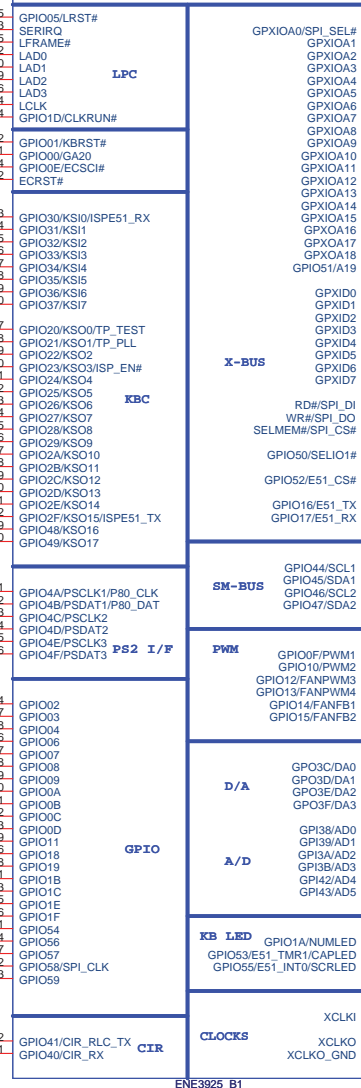 GPIO05/LRST#
SERIRQ
LFRAME#
LAD0
LAD1
LAD2
LAD3
LCLK
GPIO1D/CLKRUN#
LPC
GPIO01/KBRST#
GPIO00/GA20
GPIO0E/ECSCI#
ECRST#
GPIO30/KSI0/ISPE51_RX
GPIO31/KSI1
GPIO32/KSI2
GPIO33/KSI3
GPIO34/KSI4
GPIO35/KSI5
GPIO36/KSI6
GPIO37/KSI7
GPIO20/KSO0/TP_TEST
GPIO21/KSO1/TP_PLL
GPIO22/KSO2
GPIO23/KSO3/ISP_EN#
GPIO24/KSO4
GPIO25/KSO5
GPIO26/KSO6
GPIO27/KSO7
GPIO28/KSO8
GPIO29/KSO9
GPIO2A/KSO10
GPIO2B/KSO11
GPIO2C/KSO12
GPIO2D/KSO13
GPIO2E/KSO14
GPIO2F/KSO15/ISPE51_TX
GPIO48/KSO16
GPIO49/KSO17
KBC
GPIO4A/PSCLK1/P80_CLK
GPIO4B/PSDAT1/P80_DAT
GPIO4C/PSCLK2
GPIO4D/PSDAT2
GPIO4E/PSCLK3
GPIO4F/PSDAT3
PS2 I/F
GPIO02
GPIO03
GPIO04
GPIO06
GPIO07
GPIO08
GPIO09
GPIO0A
GPIO0B
GPIO0C
GPIO0D
GPIO11
GPIO18
GPIO19
GPIO1B
GPIO1C
GPIO1E
GPIO1F
GPIO54
GPIO56
GPIO57
GPIO58/SPI_CLK
GPIO59
GPIO
GPIO41/CIR_RLC_TX
GPIO40/CIR_RX
CIR
GPXIOA0/SPI_SEL#
GPXIOA1
GPXIOA2
GPXIOA3
GPXIOA4
GPXIOA5
GPXIOA6
GPXIOA7
GPXIOA8
GPXIOA9
GPXIOA10
GPXIOA11
GPXIOA12
GPXIOA13
GPXIOA14
GPXIOA15
GPXOA16
GPXOA17
GPXOA18
GPIO51/A19
GPXID0
GPXID1
GPXID2
GPXID3
GPXID4
GPXID5
GPXID6
GPXID7
X-BUS
RD#/SPI_DI
WR#/SPI_DO
SELMEM#/SPI_CS#
GPIO50/SELIO1#
GPIO52/E51_CS#
GPIO16/E51_TX
GPIO17/E51_RX
SM-BUS
GPIO44/SCL1
GPIO45/SDA1
GPIO46/SCL2
GPIO47/SDA2
PWM
GPIO0F/PWM1
GPIO10/PWM2
GPIO12/FANPWM3
GPIO13/FANPWM4
GPIO14/FANFB1
GPIO15/FANFB2
D/A
GPO3C/DA0
GPO3D/DA1
GPO3E/DA2
GPO3F/DA3
A/D
GPI38/AD0
GPI39/AD1
GPI3A/AD2
GPI3B/AD3
GPI42/AD4
GPI43/AD5
KB LED
GPIO1A/NUMLED
GPIO53/E51_TMR1/CAPLED
GPIO55/E51_INT0/SCRLED
CLOCKS
XCLKI
XCLKO
XCLKO_GND
ENE3925_B1